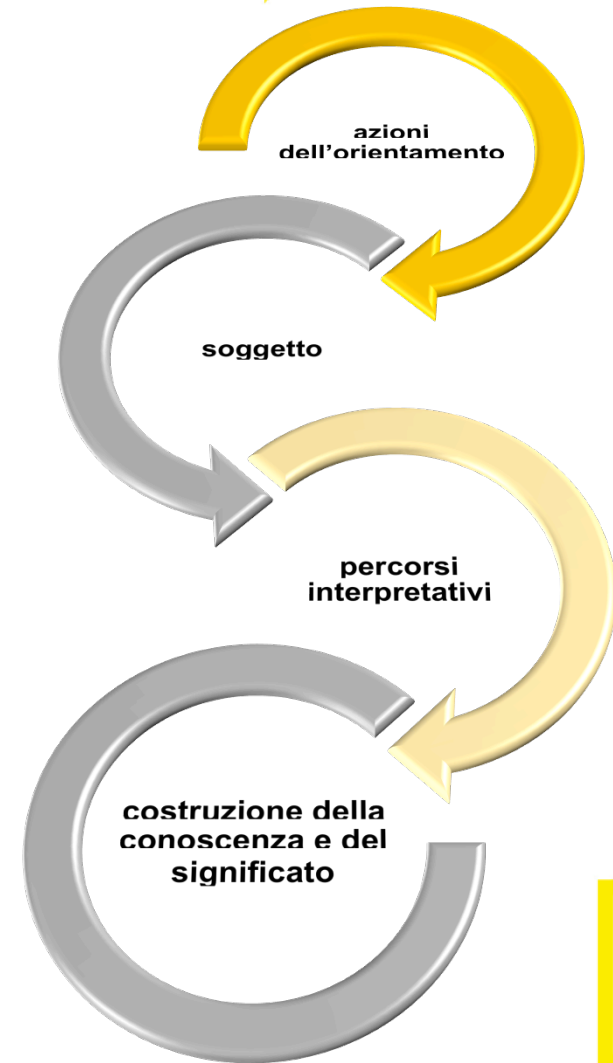 azioni
dell'orientamento
soggetto
percorsi
interpretativi
costruzione della
conoscenza e del
significato